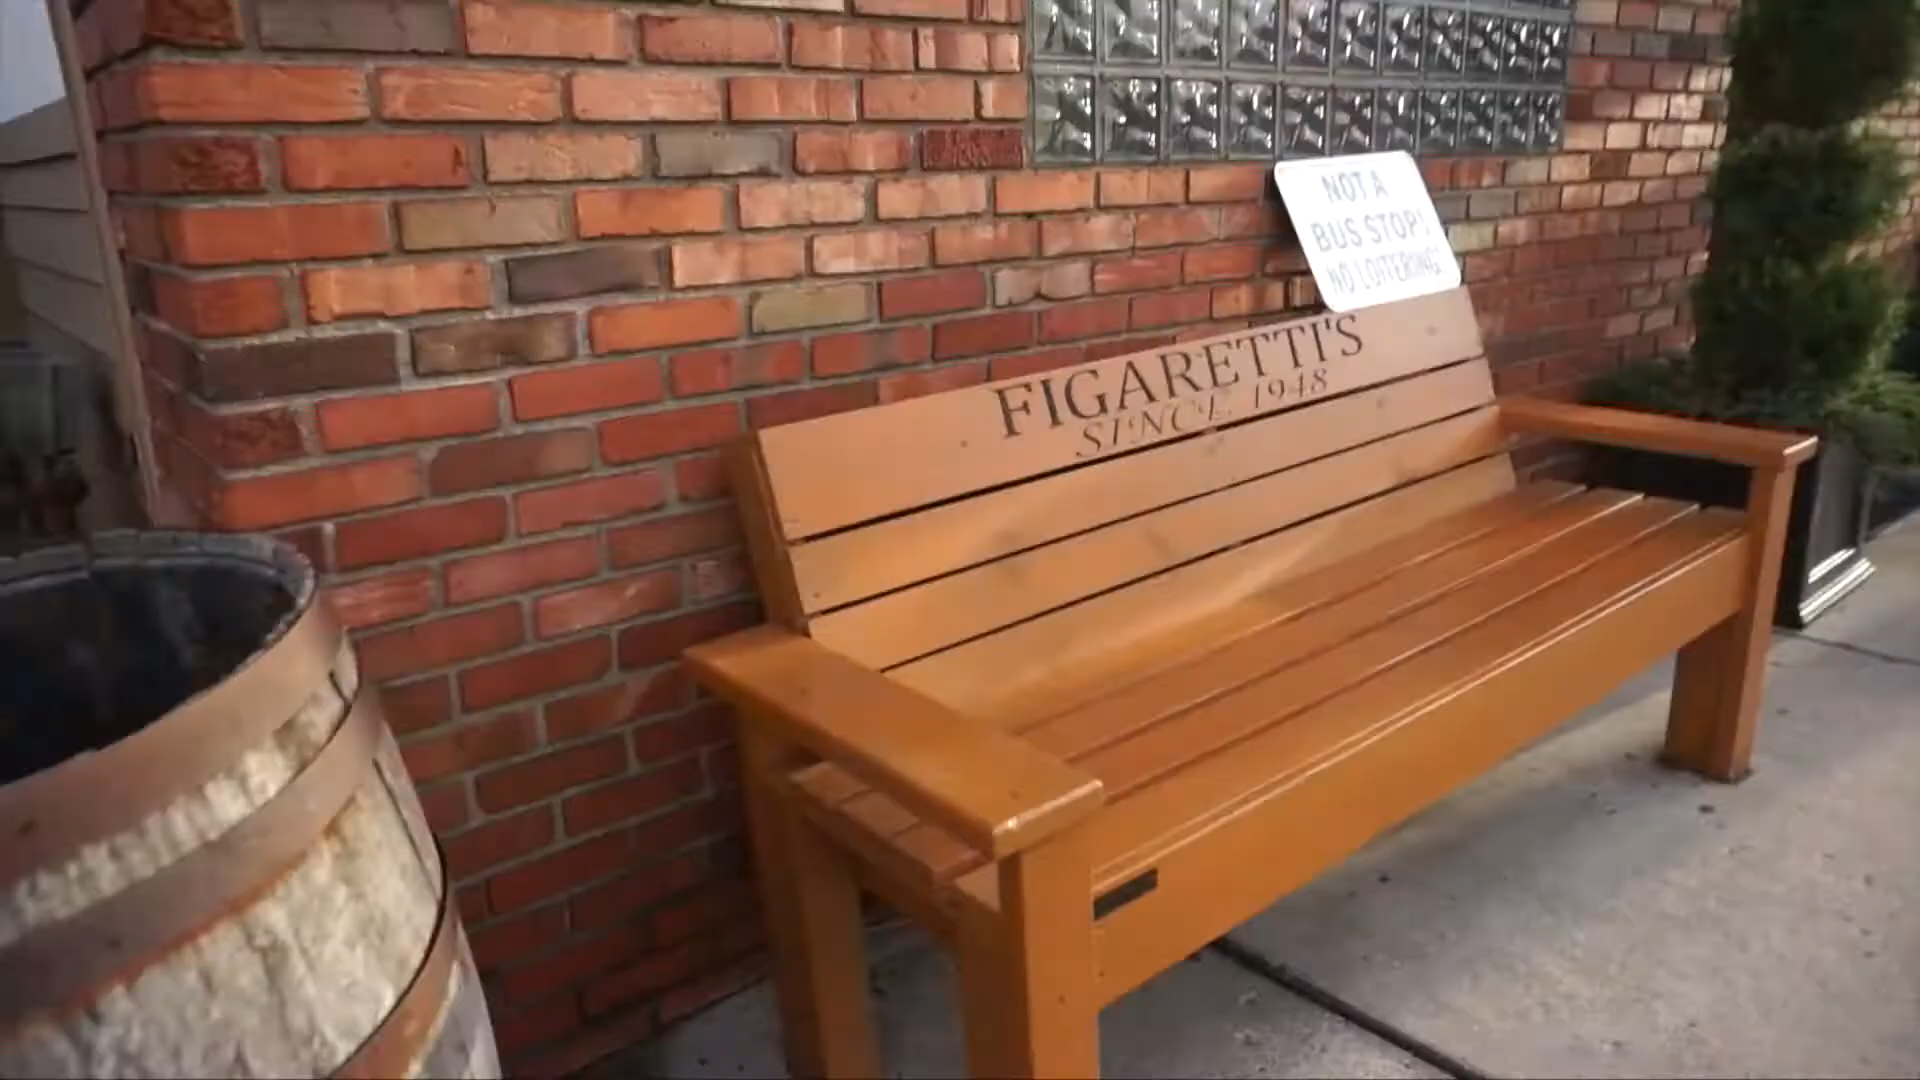 NOT A
BUS STOP!
NO LOITERING
FIGARETTI'S
SINCE 1948